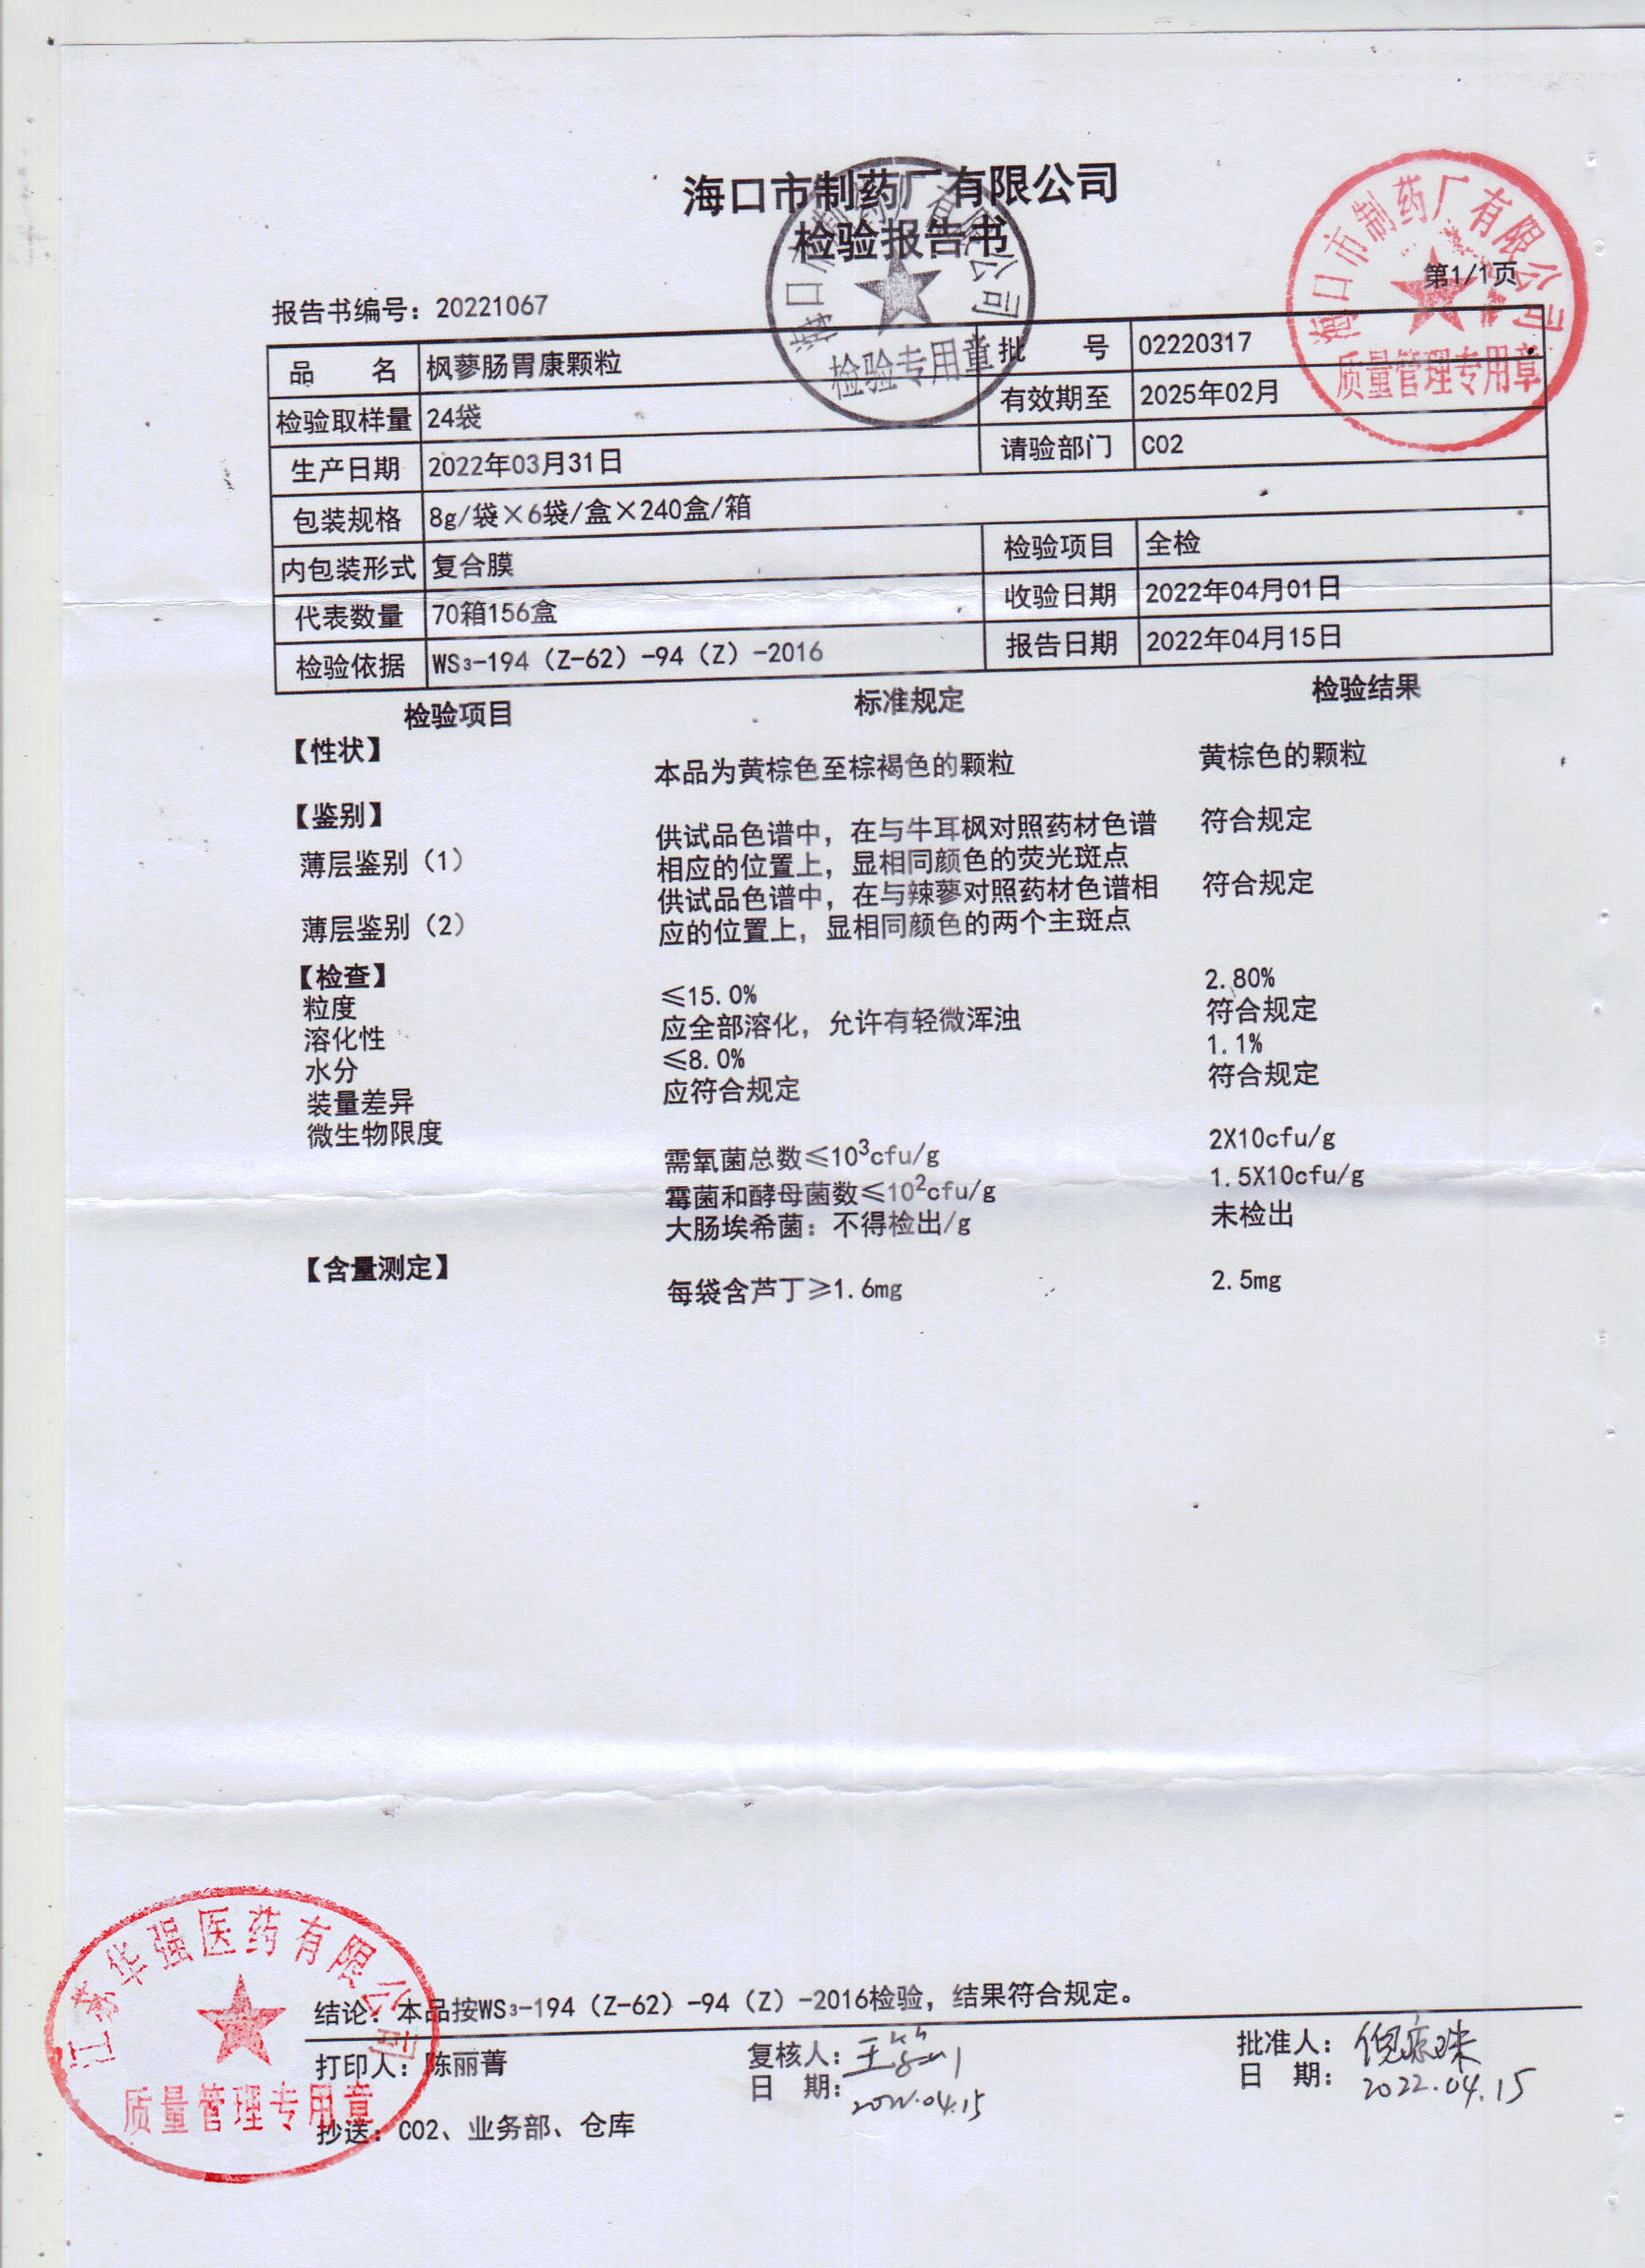 海口市制药厂有限公司
检验报告书
第1/1页
报告书编号：20221067
品 名 枫蓼肠胃康颗粒 批 号 02220317
检验取样量 24袋 有效期至 2025年02月
生产日期 2022年03月31日 请验部门 C02
包装规格 8g/袋×6袋/盒×240盒/箱
内包装形式 复合膜 检验项目 全检
代表数量 70箱156盒 收验日期 2022年04月01日
检验依据 WS₃-194（Z-62）-94（Z）-2016 报告日期 2022年04月15日
检验项目 标准规定 检验结果
【性状】 本品为黄棕色至棕褐色的颗粒 黄棕色的颗粒
【鉴别】
薄层鉴别（1） 供试品色谱中，在与牛耳枫对照药材色谱 符合规定
相应的位置上，显相同颜色的荧光斑点
薄层鉴别（2） 供试品色谱中，在与辣蓼对照药材色谱相 符合规定
应的位置上，显相同颜色的两个主斑点
【检查】
粒度 ≤15.0% 2.80%
溶化性 应全部溶化，允许有轻微浑浊 符合规定
水分 ≤8.0% 1.1%
装量差异 应符合规定 符合规定
微生物限度
需氧菌总数≤10³cfu/g 2X10cfu/g
霉菌和酵母菌数≤10²cfu/g 1.5X10cfu/g
大肠埃希菌：不得检出/g 未检出
【含量测定】
每袋含芦丁≥1.6mg 2.5mg
结论：本品按WS₃-194（Z-62）-94（Z）-2016检验，结果符合规定。
打印人：陈丽菁 复核人： 批准人：倪琼珠
日 期：2022.04.15 日 期：2022.04.15
抄送：C02、业务部、仓库
海口市制药厂有限公司
检验专用章
海口市制药厂有限公司
质量管理专用章
江苏华强医药有限公司
质量管理专用章